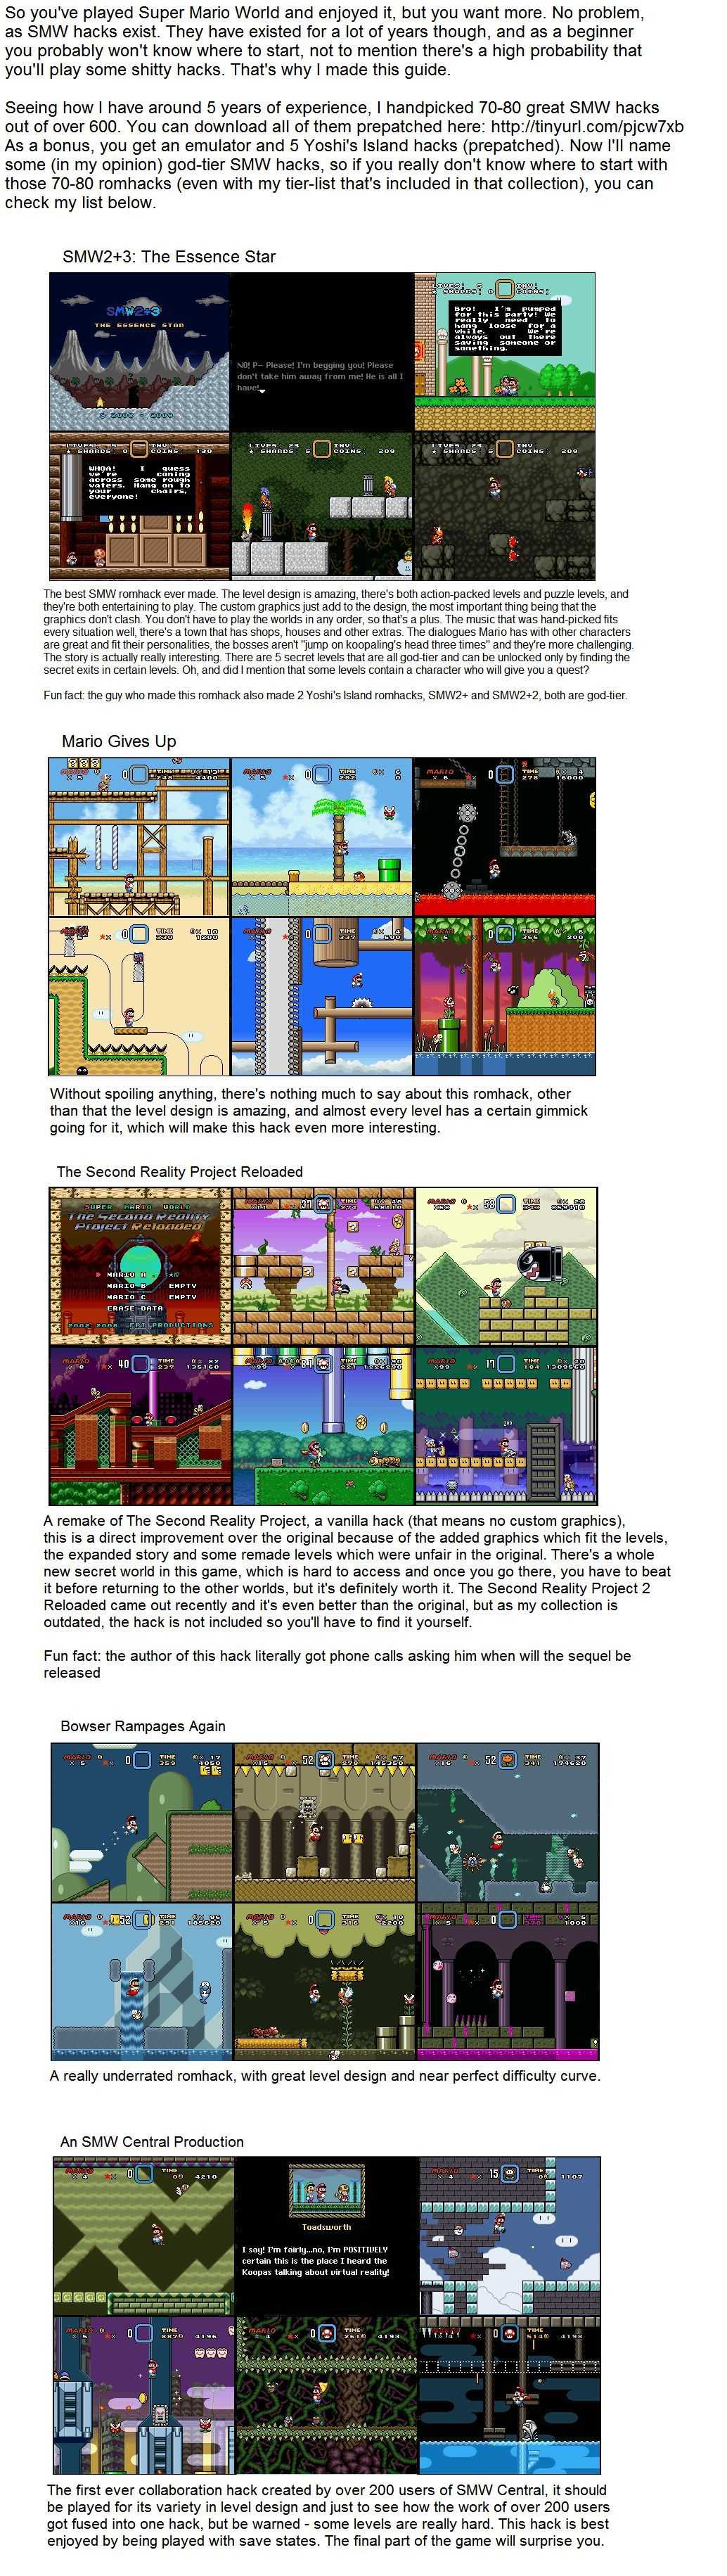 So you've played Super Mario World and enjoyed it, but you want more. No problem,
as SMW hacks exist. They have existed for a lot of years though, and as a beginner
you probably won't know where to start, not to mention there's a high probability that
you'll play some shitty hacks. That's why I made this guide.
Seeing how I have around 5 years of experience, I handpicked 70-80 great SMW hacks
out of over 600. You can download all of them prepatched here: http://tinyurl.com/pjcw7xb
As a bonus, you get an emulator and 5 Yoshi's Island hacks (prepatched). Now I'll name
some (in my opinion) god-tier SMW hacks, so if you really don't know where to start with
those 70-80 romhacks (even with my tier-list that's included in that collection), you can
check my list below.
SMW2+3: The Essence Star
SMW2+3
THE ESSENCE STAR
NO! P- Please! I'm begging you! Please
don't take him away from me! He is all I
have!
Bro! I'm pumped
for this party! We
really need to
hang loose for a
while. We're
always out there
saving someone or
something.
WHOA! I guess
we're coming
across some rough
waters. Hang on to
your chairs,
everyone!
LIVES 23 INV
SHARDS 5 COINS 209
LIVES 23 INV
SHARDS 5 COINS 209
The best SMW romhack ever made. The level design is amazing, there's both action-packed levels and puzzle levels, and
they're both entertaining to play. The custom graphics just add to the design, the most important thing being that the
graphics don't clash. You don't have to play the worlds in any order, so that's a plus. The music that was hand-picked fits
every situation well, there's a town that has shops, houses and other extras. The dialogues Mario has with other characters
are great and fit their personalities, the bosses aren't "jump on koopaling's head three times" and they're more challenging.
The story is actually really interesting. There are 5 secret levels that are all god-tier and can be unlocked only by finding the
secret exits in certain levels. Oh, and did I mention that some levels contain a character who will give you a quest?
Fun fact: the guy who made this romhack also made 2 Yoshi's Island romhacks, SMW2+ and SMW2+2, both are god-tier.
Mario Gives Up
Without spoiling anything, there's nothing much to say about this romhack, other
than that the level design is amazing, and almost every level has a certain gimmick
going for it, which will make this hack even more interesting.
The Second Reality Project Reloaded
SUPER MARIO WORLD
The Second Reality
Project Reloaded
MARIO A
MARIO B EMPTY
MARIO C EMPTY
ERASE DATA
A remake of The Second Reality Project, a vanilla hack (that means no custom graphics),
this is a direct improvement over the original because of the added graphics which fit the levels,
the expanded story and some remade levels which were unfair in the original. There's a whole
new secret world in this game, which is hard to access and once you go there, you have to beat
it before returning to the other worlds, but it's definitely worth it. The Second Reality Project 2
Reloaded came out recently and it's even better than the original, but as my collection is
outdated, the hack is not included so you'll have to find it yourself.
Fun fact: the author of this hack literally got phone calls asking him when will the sequel be
released
Bowser Rampages Again
A really underrated romhack, with great level design and near perfect difficulty curve.
An SMW Central Production
Toadsworth
I say! I'm fairly...no, I'm POSITIVELY
certain this is the place I heard the
Koopas talking about virtual reality!
The first ever collaboration hack created by over 200 users of SMW Central, it should
be played for its variety in level design and just to see how the work of over 200 users
got fused into one hack, but be warned - some levels are really hard. This hack is best
enjoyed by being played with save states. The final part of the game will surprise you.